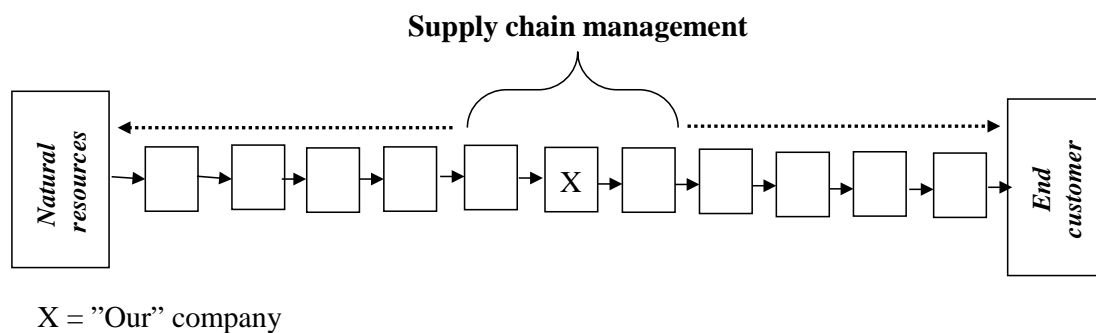 Supply chain management
Natural
resources
X
End
customer
X = ”Our” company